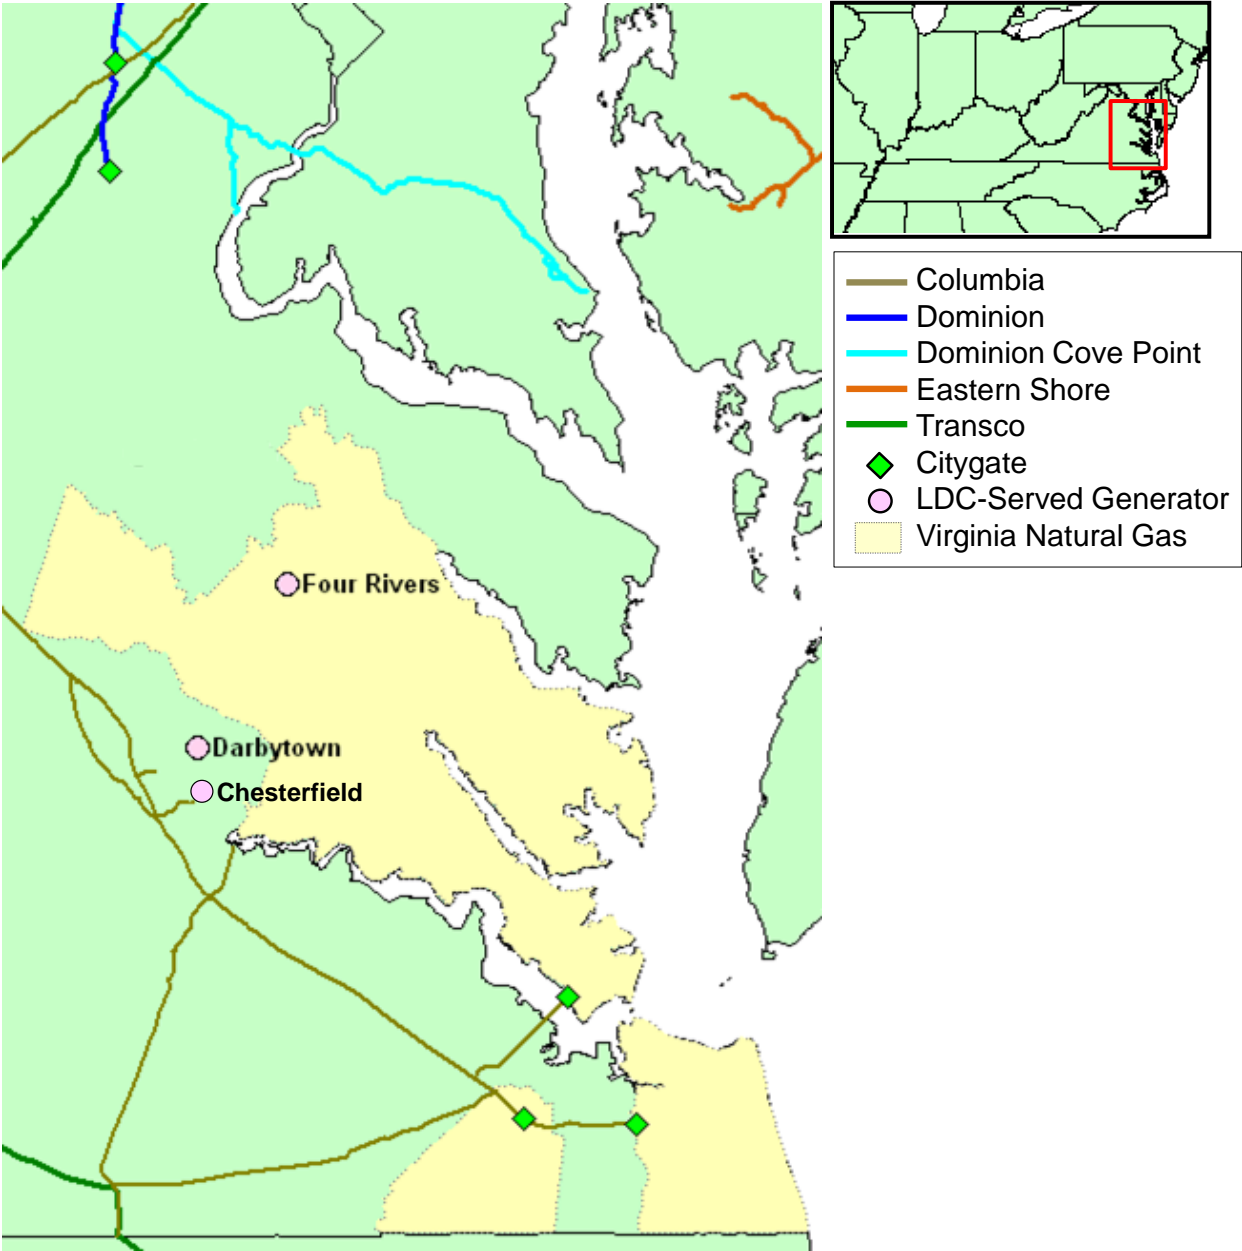 Columbia
Dominion
Dominion Cove Point
Eastern Shore
Transco
Citygate
LDC-Served Generator
Virginia Natural Gas
Four Rivers
Darbytown
Chesterfield